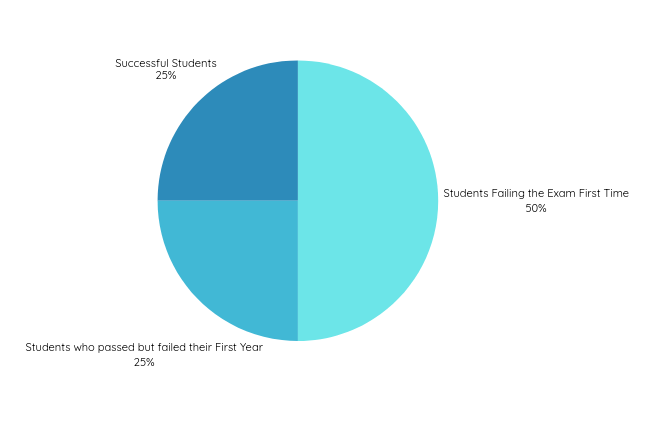 Successful Students
25%
Students Failing the Exam First Time
50%
Students who passed but failed their First Year
25%